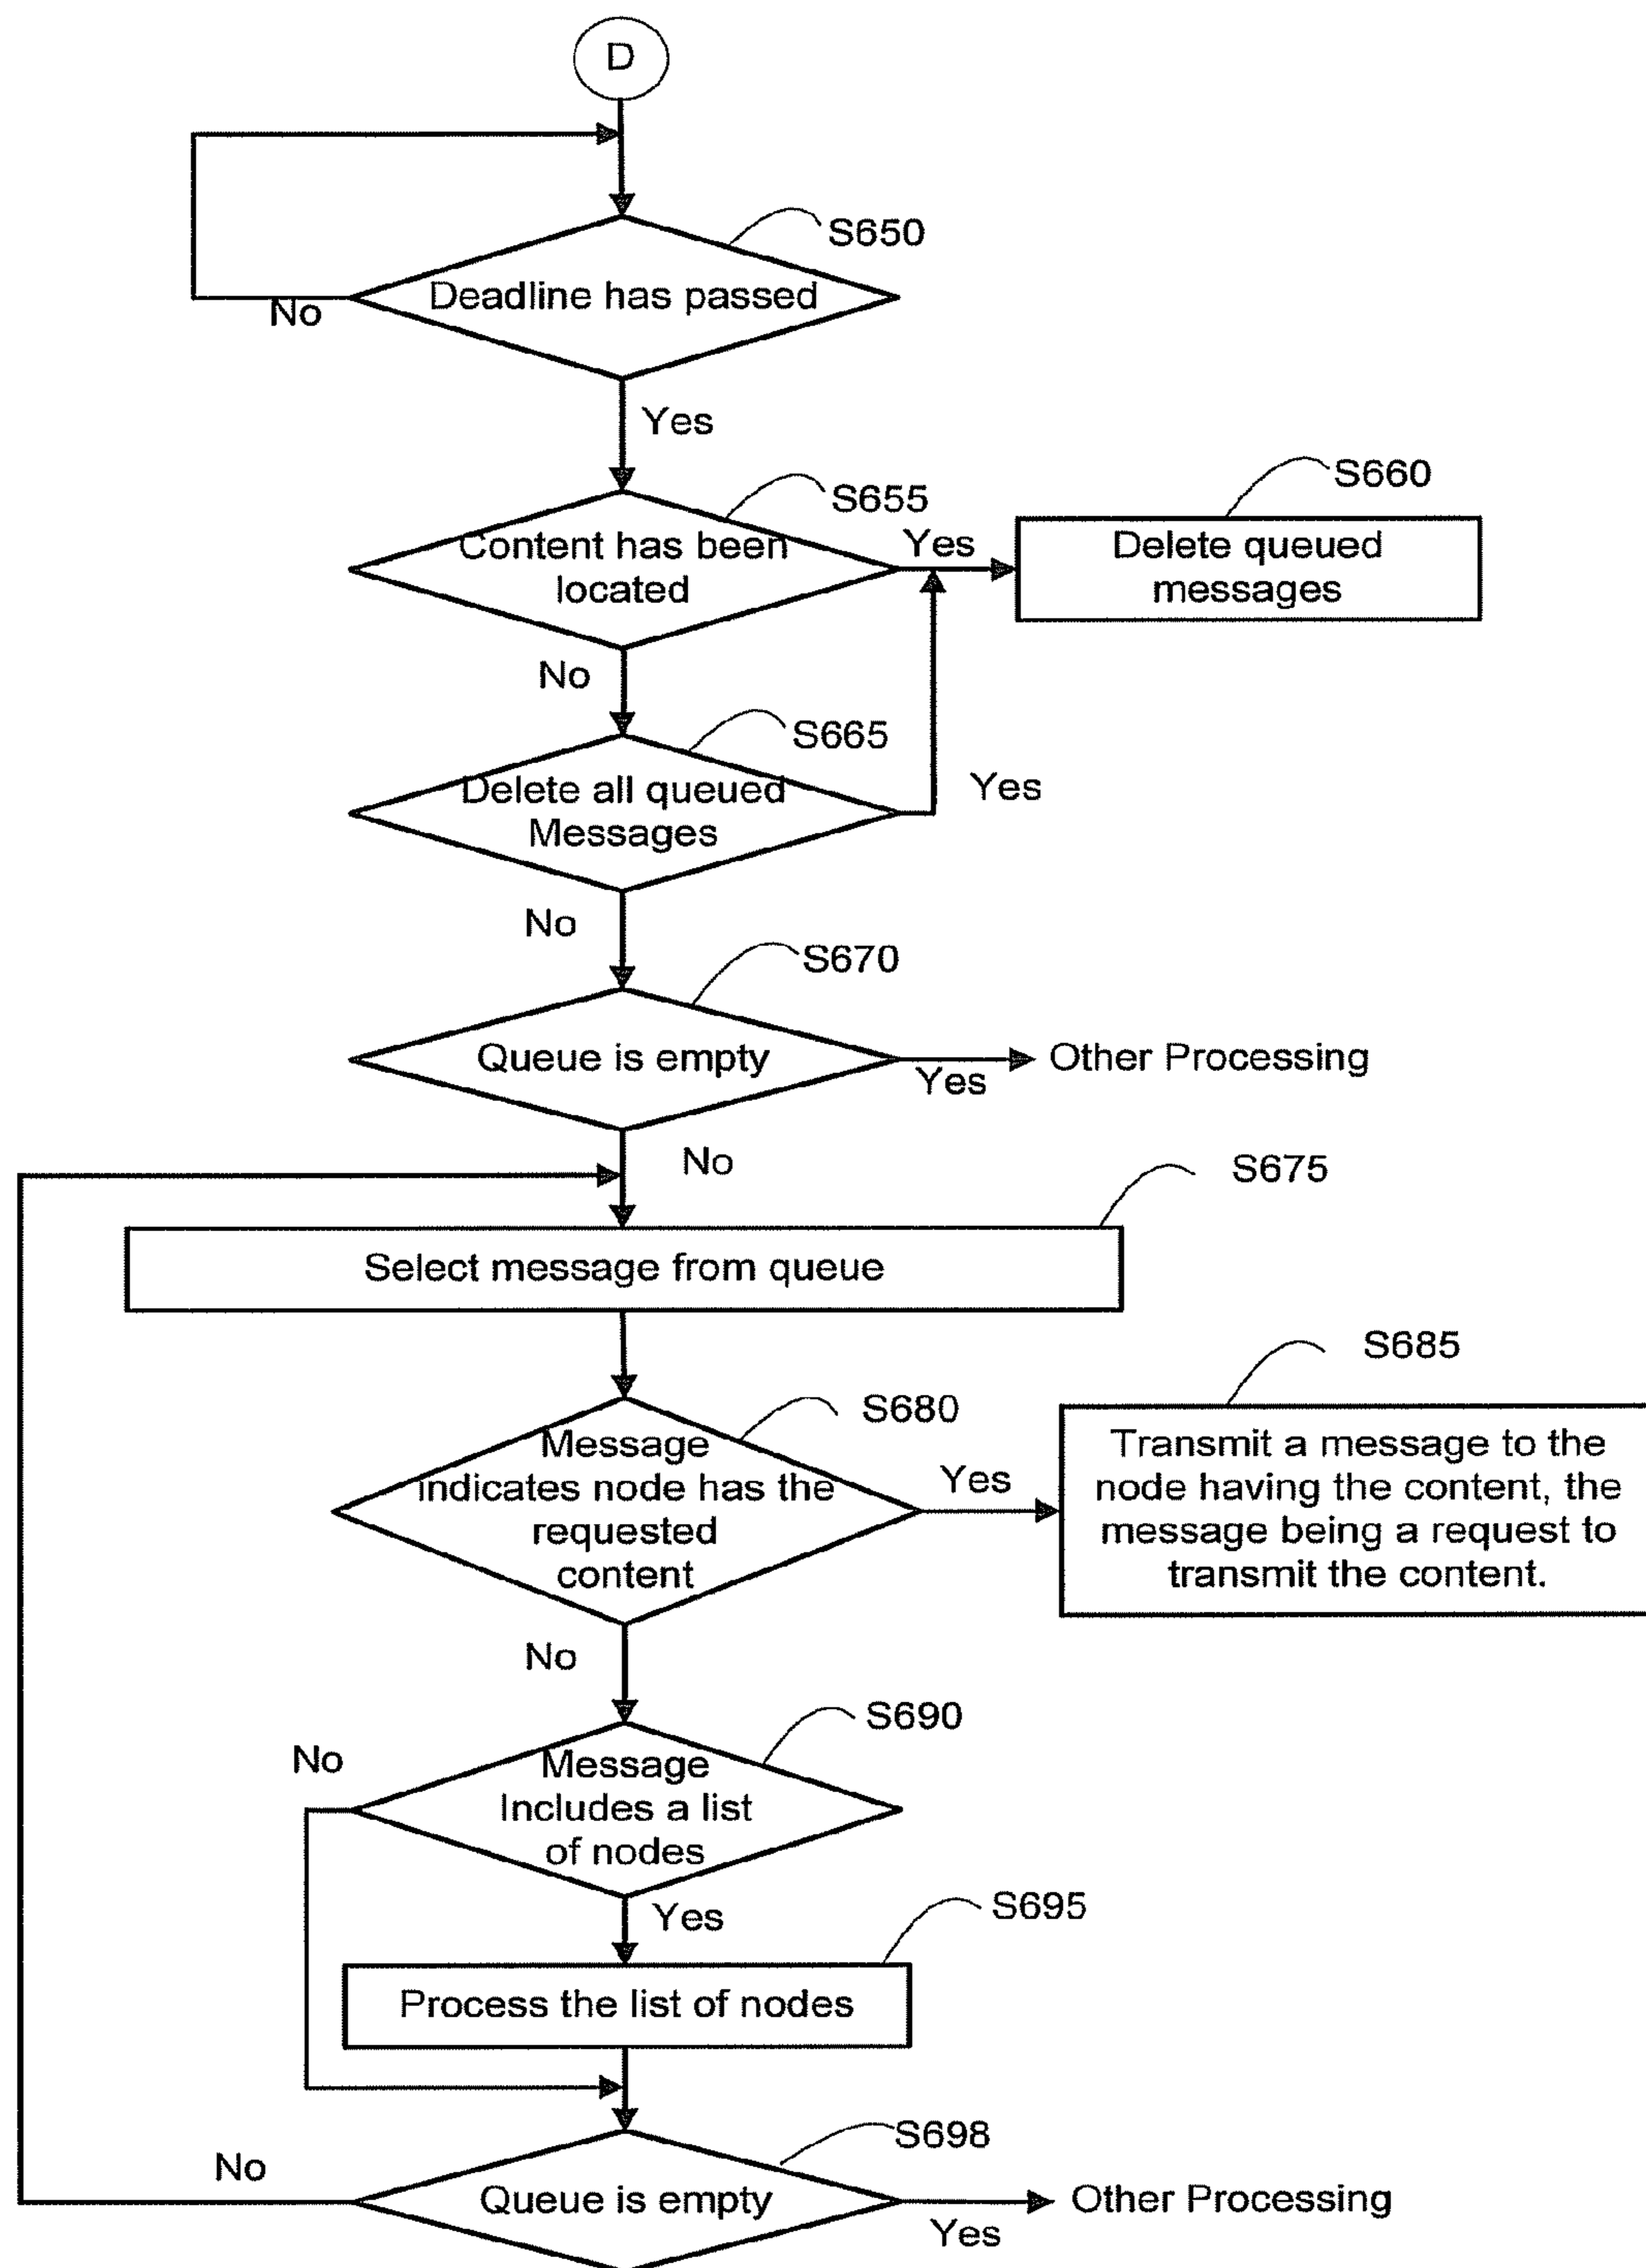 D
S650
Deadline has passed
No
Yes
S660
S655
Content has been
located
Yes
Delete queued
messages
No
S665
Delete all queued
Messages
Yes
No
S670
Queue is empty
Yes
Other Processing
No
S675
Select message from queue
S685
S680
Message
indicates node has the
requested
content
Yes
Transmit a message to the
node having the content, the
message being a request to
transmit the content.
No
S690
No
Message
Includes a list
of nodes
Yes
S695
Process the list of nodes
S698
No
Queue is empty
Yes
Other Processing